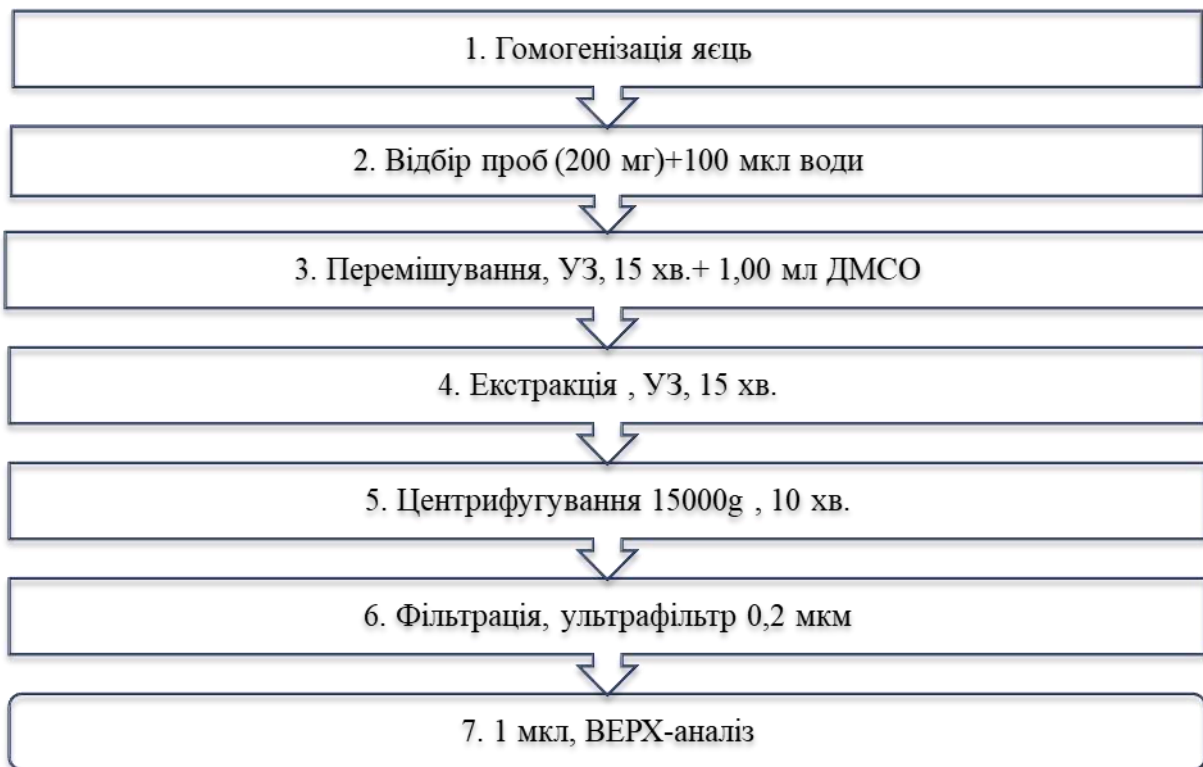 1. Гомогенізація яєць
2. Відбір проб (200 мг)+100 мкл води
3. Перемішування, УЗ, 15 хв.+ 1,00 мл ДМСО
4. Екстракція , УЗ, 15 хв.
5. Центрифугування 15000g , 10 хв.
6. Фільтрація, ультрафільтр 0,2 мкм
7. 1 мкл, ВЕРХ-аналіз